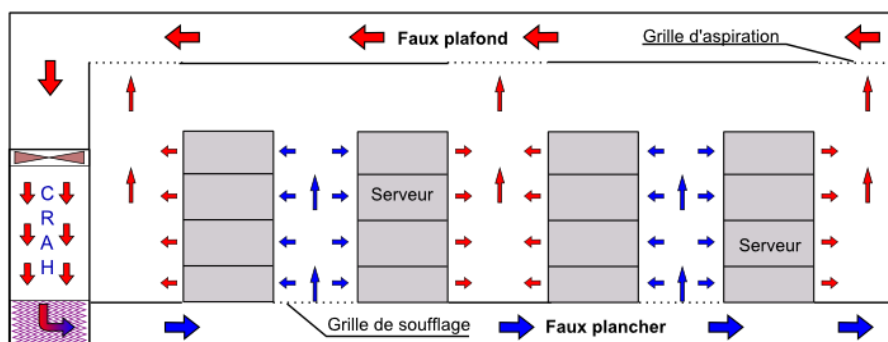 Faux plafond
Grille d'aspiration
Serveur
C
R
A
H
Serveur
Grille de soufflage
Faux plancher